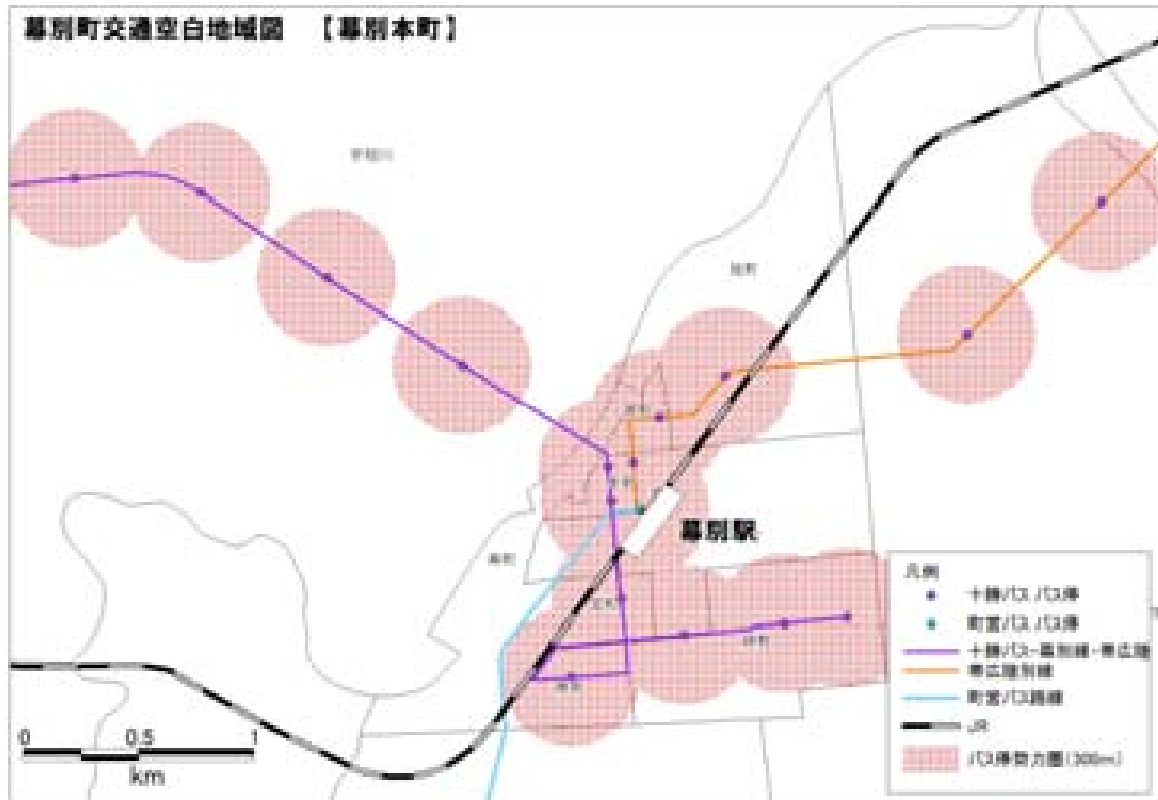 幕別町交通空白地域図 【幕別本町】
幕別駅
凡例
十勝バス バス停
町営バス バス停
十勝バス-幕別線・帯広陸
帯広陸別線
町営バス路線
JR
バス停勢力圏(300m)
0 0.5 1
km